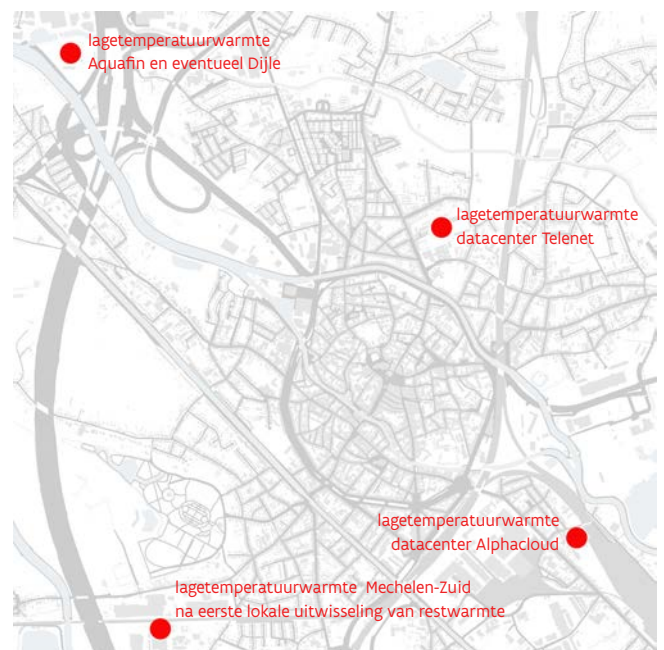 lagetemperatuurwarmte
Aquafin en eventueel Dijle
lagetemperatuurwarmte
datacenter Telenet
lagetemperatuurwarmte
datacenter Alphacloud
lagetemperatuurwarmte Mechelen-Zuid
na eerste lokale uitwisseling van restwarmte